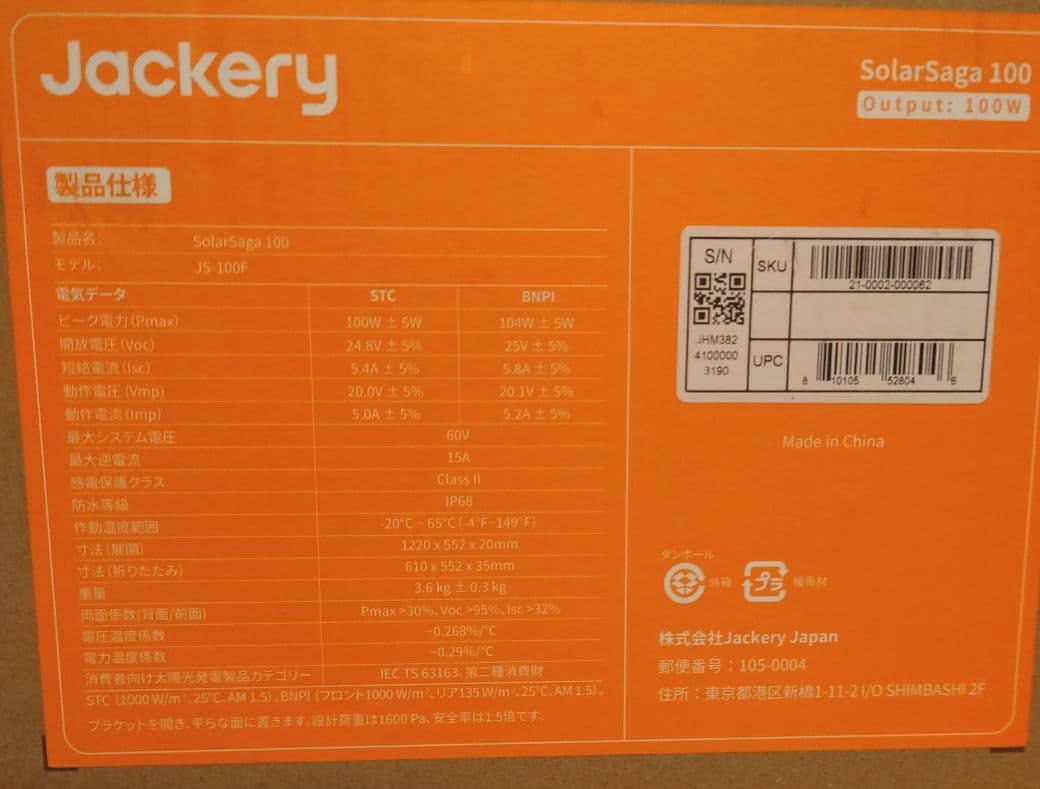 Jackery
SolarSaga 100
Output: 100W
製品仕様
製品名: SolarSaga 100
モデル: JS-100F
電気データ STC BNPI
ピーク電力(Pmax) 100W ± 5W 104W ± 5W
開放電圧(Voc) 24.8V ± 5% 25V ± 5%
短絡電流(Isc) 5.4A ± 5% 5.8A ± 5%
動作電圧(Vmp) 20.0V ± 5% 20.1V ± 5%
動作電流(Imp) 5.0A ± 5% 5.2A ± 5%
最大システム電圧 60V
最大逆電流 15A
感電保護クラス Class II
防水等級 IP68
作動温度範囲 -20°C ~ 65°C (-4°F~149°F)
寸法(展開) 1220 x 552 x 20mm
寸法(折りたたみ) 610 x 552 x 35mm
重量 3.6 kg ± 0.3 kg
両面係数(背面/前面) Pmax >30%、Voc >95%、Isc >32%
電圧温度係数 -0.268%/°C
電力温度係数 -0.29%/°C
消費者向け太陽光発電製品カテゴリー IEC TS 63163、第二種消費財
STC (1000 W/m²、25°C、AM 1.5)。BNPI (フロント1000 W/m²、リア135 W/m²、25°C、AM 1.5)。
ブラケットを開き、平らな面に置きます。設計荷重は1600 Pa、安全率は1.5倍です。
S/N
JHM382
4100000
3190
SKU
21-0002-000062
UPC
8 10105 52804 6
Made in China
ダンボール
外箱
プラ
緩衝材
株式会社Jackery Japan
郵便番号：105-0004
住所：東京都港区新橋1-11-2 I/O SHIMBASHI 2F